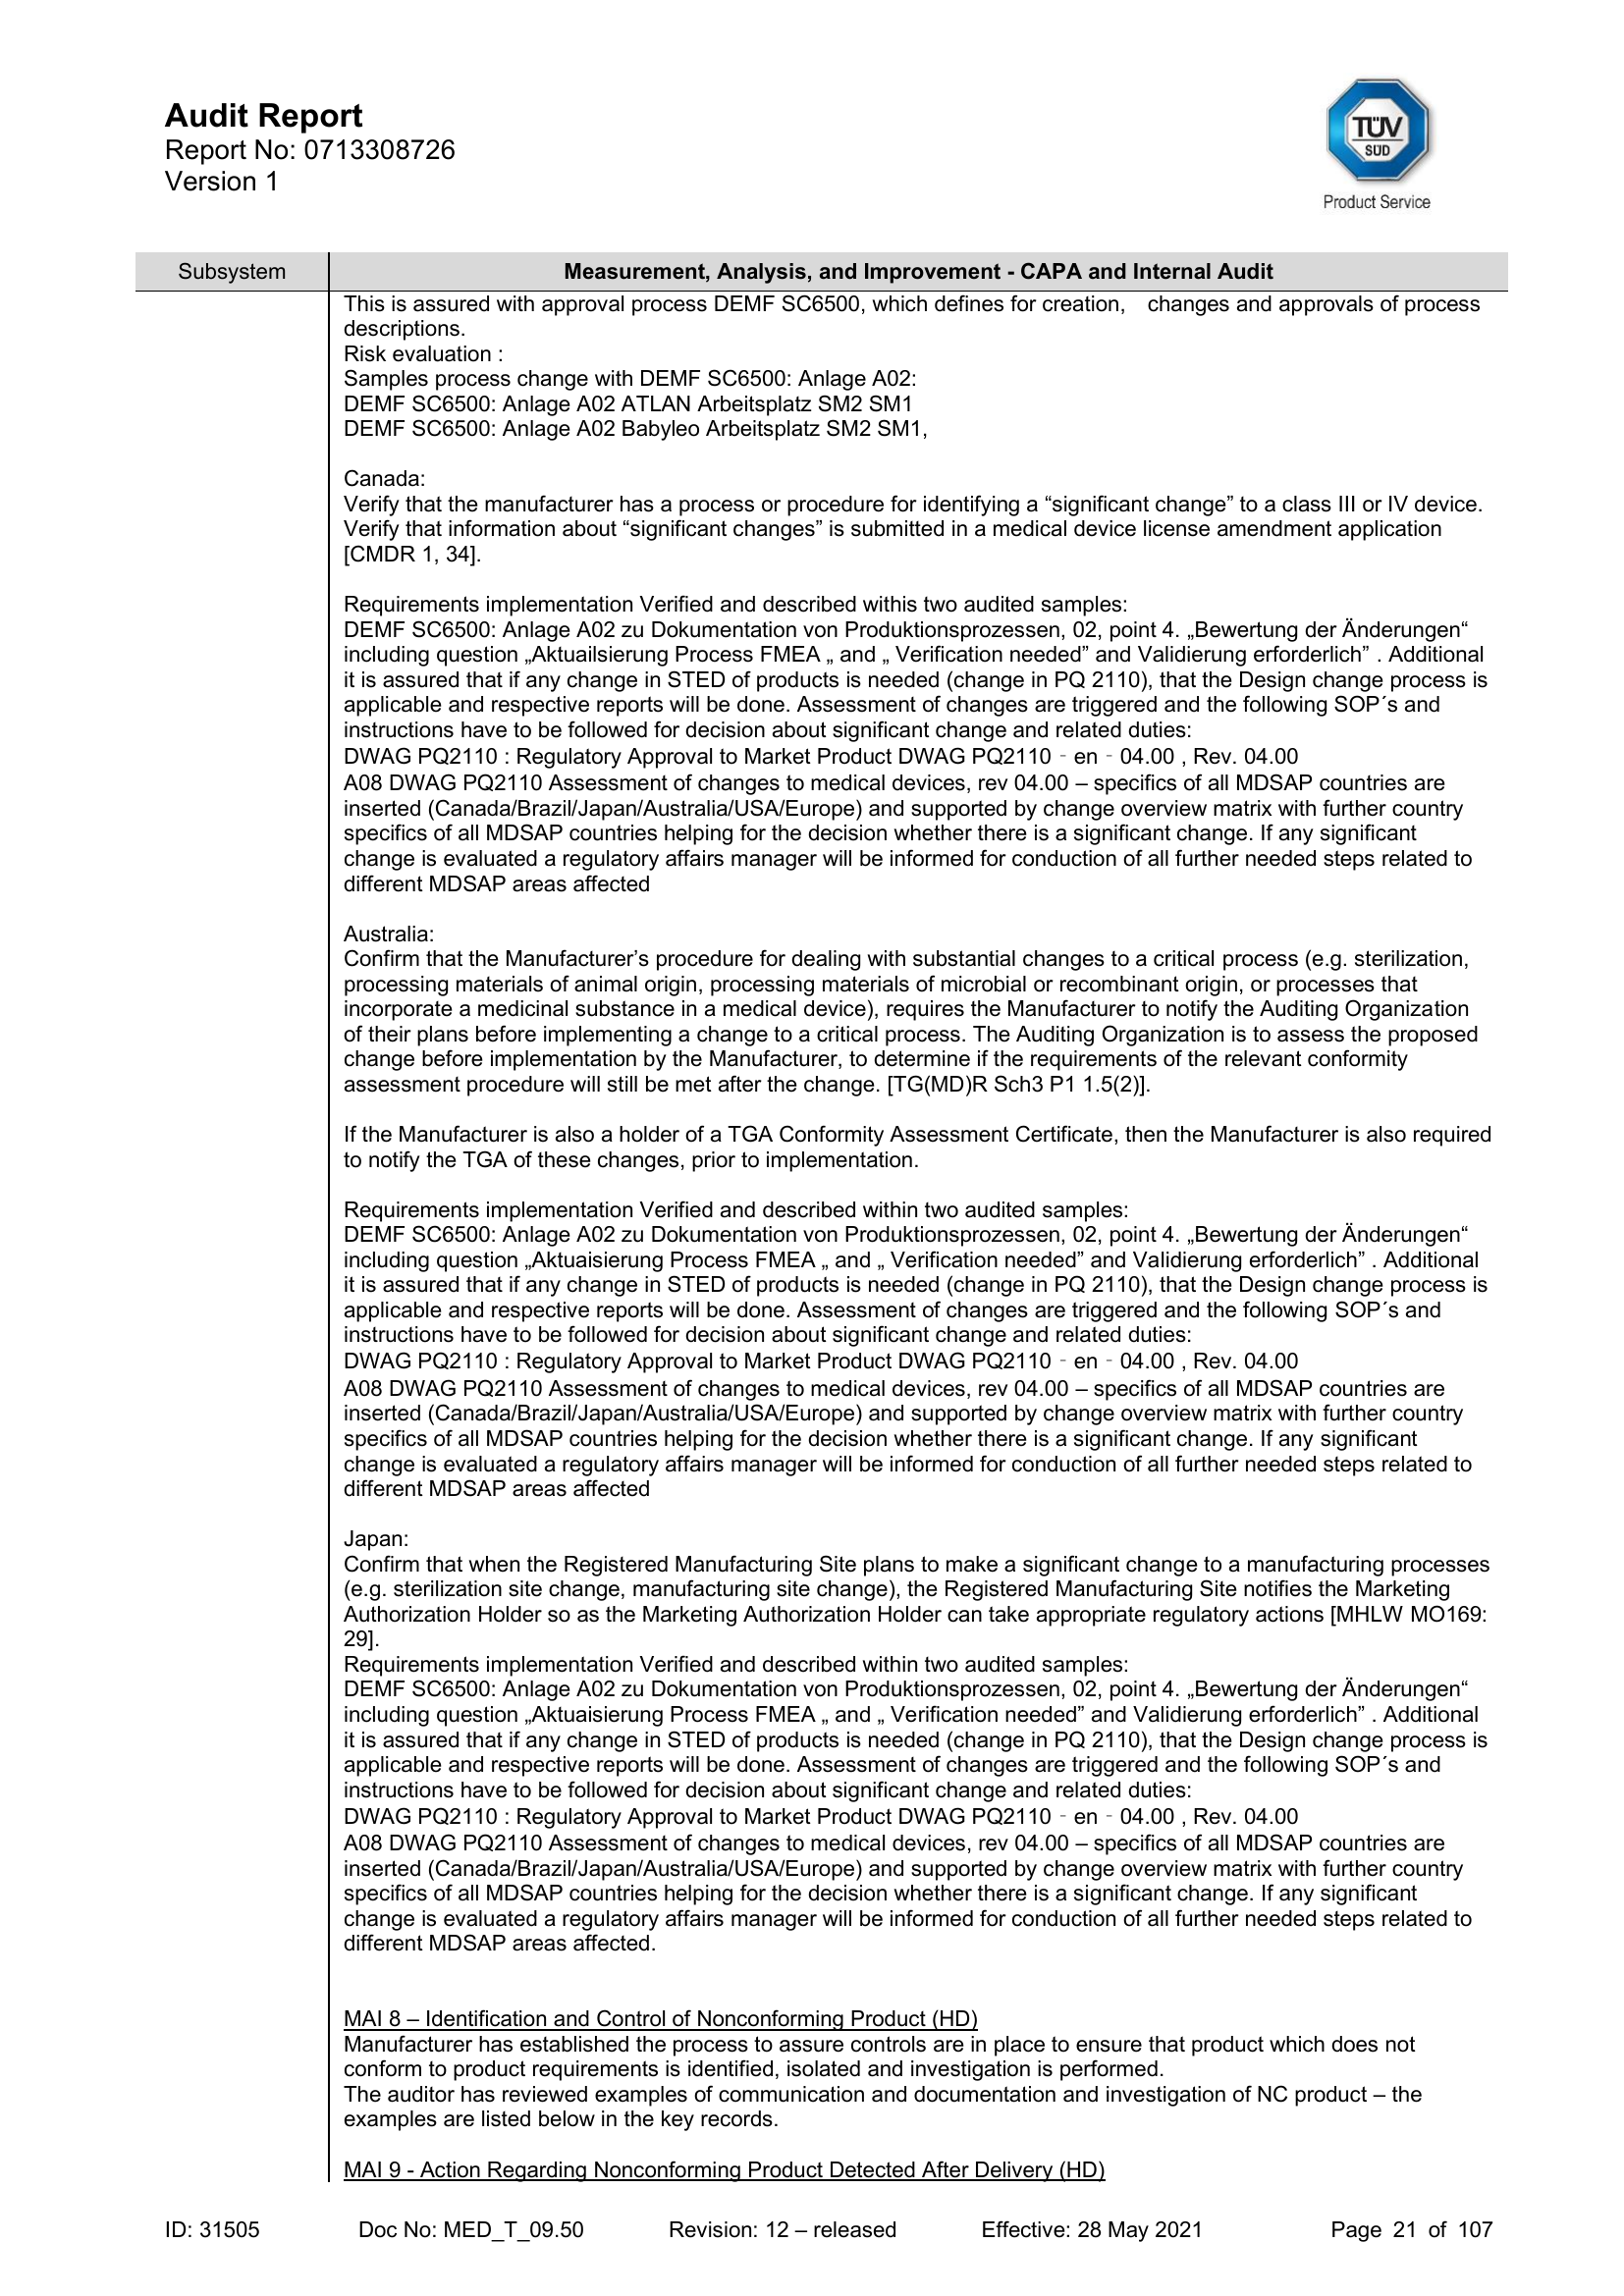 Audit Report
Report No: 0713308726
Version 1
TÜV
SÜD
Product Service
Subsystem
Measurement, Analysis, and Improvement - CAPA and Internal Audit
This is assured with approval process DEMF SC6500, which defines for creation, changes and approvals of process
descriptions.
Risk evaluation :
Samples process change with DEMF SC6500: Anlage A02:
DEMF SC6500: Anlage A02 ATLAN Arbeitsplatz SM2 SM1
DEMF SC6500: Anlage A02 Babyleo Arbeitsplatz SM2 SM1,
Canada:
Verify that the manufacturer has a process or procedure for identifying a “significant change” to a class III or IV device.
Verify that information about “significant changes” is submitted in a medical device license amendment application
[CMDR 1, 34].
Requirements implementation Verified and described withis two audited samples:
DEMF SC6500: Anlage A02 zu Dokumentation von Produktionsprozessen, 02, point 4. „Bewertung der Änderungen“
including question „Aktuailsierung Process FMEA „ and „ Verification needed” and Validierung erforderlich” . Additional
it is assured that if any change in STED of products is needed (change in PQ 2110), that the Design change process is
applicable and respective reports will be done. Assessment of changes are triggered and the following SOP´s and
instructions have to be followed for decision about significant change and related duties:
DWAG PQ2110 : Regulatory Approval to Market Product DWAG PQ2110 ‐ en ‐ 04.00 , Rev. 04.00
A08 DWAG PQ2110 Assessment of changes to medical devices, rev 04.00 – specifics of all MDSAP countries are
inserted (Canada/Brazil/Japan/Australia/USA/Europe) and supported by change overview matrix with further country
specifics of all MDSAP countries helping for the decision whether there is a significant change. If any significant
change is evaluated a regulatory affairs manager will be informed for conduction of all further needed steps related to
different MDSAP areas affected
Australia:
Confirm that the Manufacturer’s procedure for dealing with substantial changes to a critical process (e.g. sterilization,
processing materials of animal origin, processing materials of microbial or recombinant origin, or processes that
incorporate a medicinal substance in a medical device), requires the Manufacturer to notify the Auditing Organization
of their plans before implementing a change to a critical process. The Auditing Organization is to assess the proposed
change before implementation by the Manufacturer, to determine if the requirements of the relevant conformity
assessment procedure will still be met after the change. [TG(MD)R Sch3 P1 1.5(2)].
If the Manufacturer is also a holder of a TGA Conformity Assessment Certificate, then the Manufacturer is also required
to notify the TGA of these changes, prior to implementation.
Requirements implementation Verified and described within two audited samples:
DEMF SC6500: Anlage A02 zu Dokumentation von Produktionsprozessen, 02, point 4. „Bewertung der Änderungen“
including question „Aktuaisierung Process FMEA „ and „ Verification needed” and Validierung erforderlich” . Additional
it is assured that if any change in STED of products is needed (change in PQ 2110), that the Design change process is
applicable and respective reports will be done. Assessment of changes are triggered and the following SOP´s and
instructions have to be followed for decision about significant change and related duties:
DWAG PQ2110 : Regulatory Approval to Market Product DWAG PQ2110 ‐ en ‐ 04.00 , Rev. 04.00
A08 DWAG PQ2110 Assessment of changes to medical devices, rev 04.00 – specifics of all MDSAP countries are
inserted (Canada/Brazil/Japan/Australia/USA/Europe) and supported by change overview matrix with further country
specifics of all MDSAP countries helping for the decision whether there is a significant change. If any significant
change is evaluated a regulatory affairs manager will be informed for conduction of all further needed steps related to
different MDSAP areas affected
Japan:
Confirm that when the Registered Manufacturing Site plans to make a significant change to a manufacturing processes
(e.g. sterilization site change, manufacturing site change), the Registered Manufacturing Site notifies the Marketing
Authorization Holder so as the Marketing Authorization Holder can take appropriate regulatory actions [MHLW MO169:
29].
Requirements implementation Verified and described within two audited samples:
DEMF SC6500: Anlage A02 zu Dokumentation von Produktionsprozessen, 02, point 4. „Bewertung der Änderungen“
including question „Aktuaisierung Process FMEA „ and „ Verification needed” and Validierung erforderlich” . Additional
it is assured that if any change in STED of products is needed (change in PQ 2110), that the Design change process is
applicable and respective reports will be done. Assessment of changes are triggered and the following SOP´s and
instructions have to be followed for decision about significant change and related duties:
DWAG PQ2110 : Regulatory Approval to Market Product DWAG PQ2110 ‐ en ‐ 04.00 , Rev. 04.00
A08 DWAG PQ2110 Assessment of changes to medical devices, rev 04.00 – specifics of all MDSAP countries are
inserted (Canada/Brazil/Japan/Australia/USA/Europe) and supported by change overview matrix with further country
specifics of all MDSAP countries helping for the decision whether there is a significant change. If any significant
change is evaluated a regulatory affairs manager will be informed for conduction of all further needed steps related to
different MDSAP areas affected.
MAI 8 – Identification and Control of Nonconforming Product (HD)
Manufacturer has established the process to assure controls are in place to ensure that product which does not
conform to product requirements is identified, isolated and investigation is performed.
The auditor has reviewed examples of communication and documentation and investigation of NC product – the
examples are listed below in the key records.
MAI 9 - Action Regarding Nonconforming Product Detected After Delivery (HD)
ID: 31505 Doc No: MED_T_09.50 Revision: 12 – released Effective: 28 May 2021 Page 21 of 107